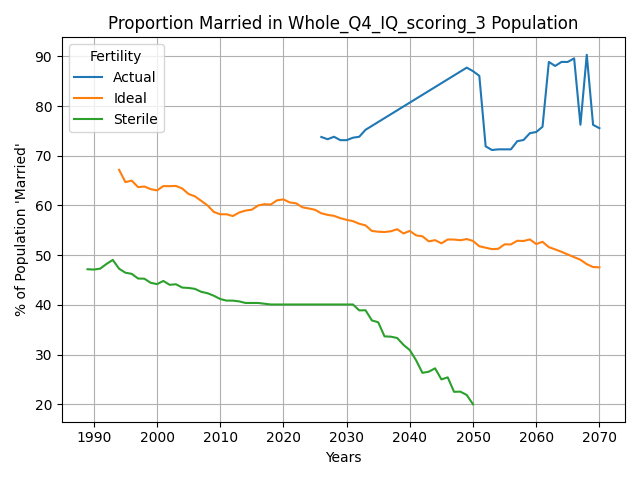 Proportion Married in Whole_Q4_IQ_scoring_3 Population
Fertility
Actual
Ideal
Sterile
% of Population 'Married'
90
80
70
60
50
40
30
20
1990 2000 2010 2020 2030 2040 2050 2060 2070
Years